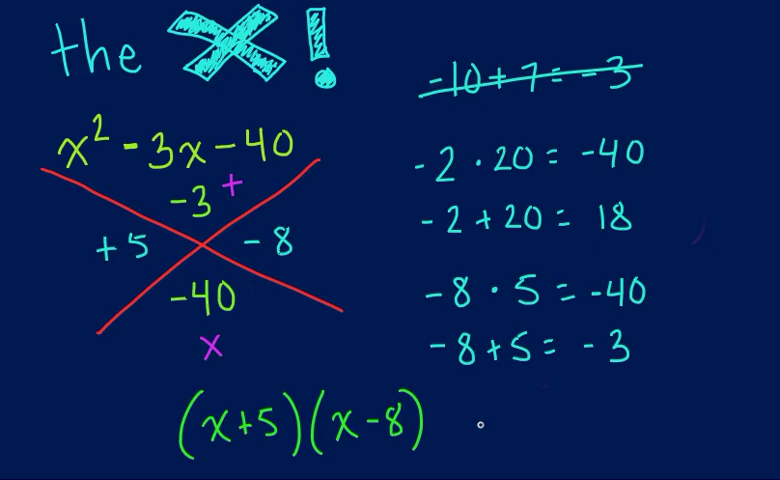 the X!
x² - 3x - 40
-3 +
+5 -8
-40
x
-10 + 7 = -3
-2 · 20 = -40
-2 + 20 = 18
-8 · 5 = -40
-8 + 5 = -3
(x+5)(x-8)